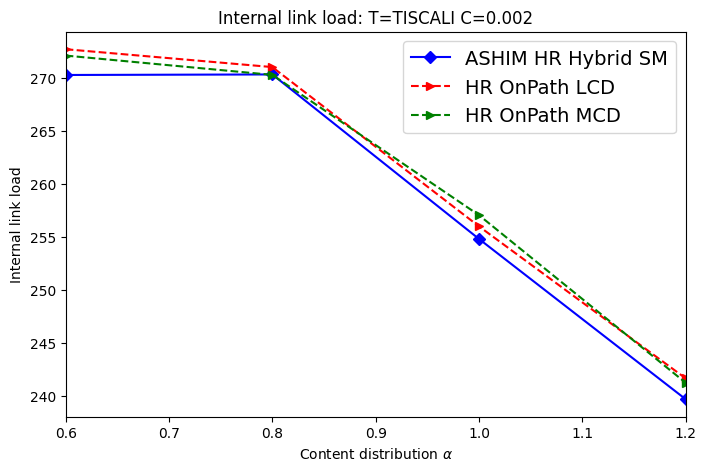 Internal link load: T=TISCALI C=0.002
ASHIM HR Hybrid SM
HR OnPath LCD
HR OnPath MCD
Internal link load
270
265
260
255
250
245
240
0.6 0.7 0.8 0.9 1.0 1.1 1.2
Content distribution α